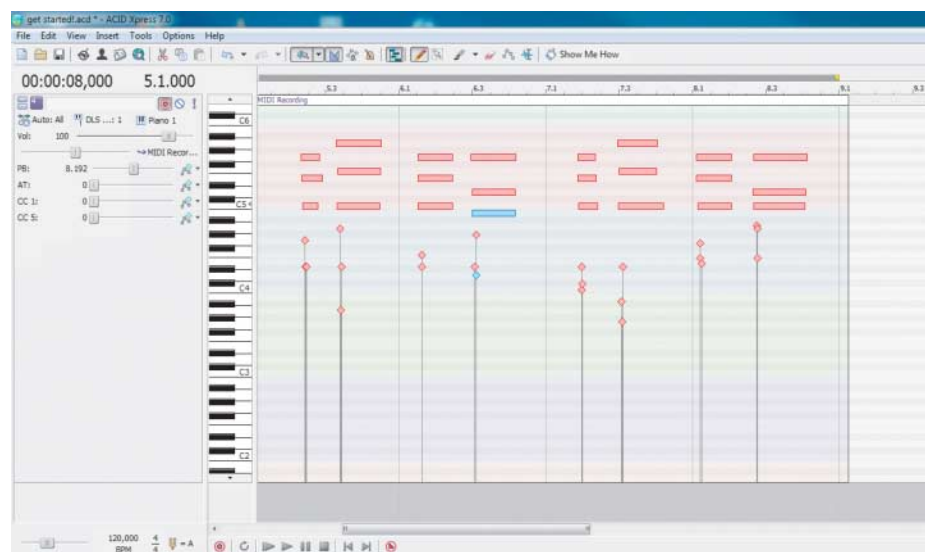 get started!.acd * - ACID Xpress 7.0
File Edit View Insert Tools Options Help
Show Me How
00:00:08,000 5.1.000
,5.3 ,6.1 ,6.3 ,7.1 ,7.3 ,8.1 ,8.3 ,9.1 ,9.3
MIDI Recording
Auto: All DLS ...: 1 Piano 1
Vol: 100
MIDI Recor...
PB: 8.192
AT: 0
CC 1: 0
CC 5: 0
C6
C5
C4
C3
C2
120,000 4 = A
BPM 4